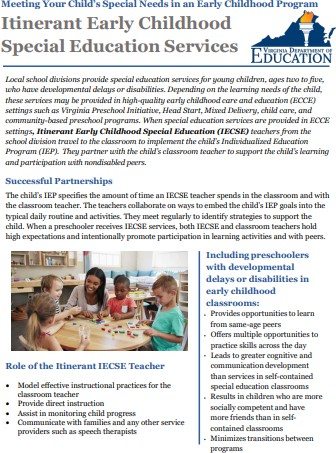 Meeting Your Child's Special Needs in an Early Childhood Program
Itinerant Early Childhood
Special Education Services
VIRGINIA DEPARTMENT OF
EDUCATION
Local school divisions provide special education services for young children, ages two to five,
who have developmental delays or disabilities. Depending on the learning needs of the child,
these services may be provided in high-quality early childhood care and education (ECCE)
settings such as Virginia Preschool Initiative, Head Start, Mixed Delivery, child care, and
community-based preschool programs. When special education services are provided in ECCE
settings, Itinerant Early Childhood Special Education (IECSE) teachers from the
school division travel to the classroom to implement the child's Individualized Education
Program (IEP). They partner with the child's classroom teacher to support the child's learning
and participation with nondisabled peers.
Successful Partnerships
The child's IEP specifies the amount of time an IECSE teacher spends in the classroom and with
the classroom teacher. The teachers collaborate on ways to embed the child's IEP goals into the
typical daily routine and activities. They meet regularly to identify strategies to support the
child. When a preschooler receives IECSE services, both IECSE and classroom teachers hold
high expectations and intentionally promote participation in learning activities and with peers.
Role of the Itinerant IECSE Teacher
• Model effective instructional practices for the
classroom teacher
• Provide direct instruction
• Assist in monitoring child progress
• Communicate with families and any other service
providers such as speech therapists
Including preschoolers
with developmental
delays or disabilities in
early childhood
classrooms:
• Provides opportunities to learn
from same-age peers
• Offers multiple opportunities to
practice skills across the day
• Leads to greater cognitive and
communication development
than services in self-contained
special education classrooms
• Results in children who are more
socially competent and have
more friends than in self-
contained classrooms
• Minimizes transitions between
programs